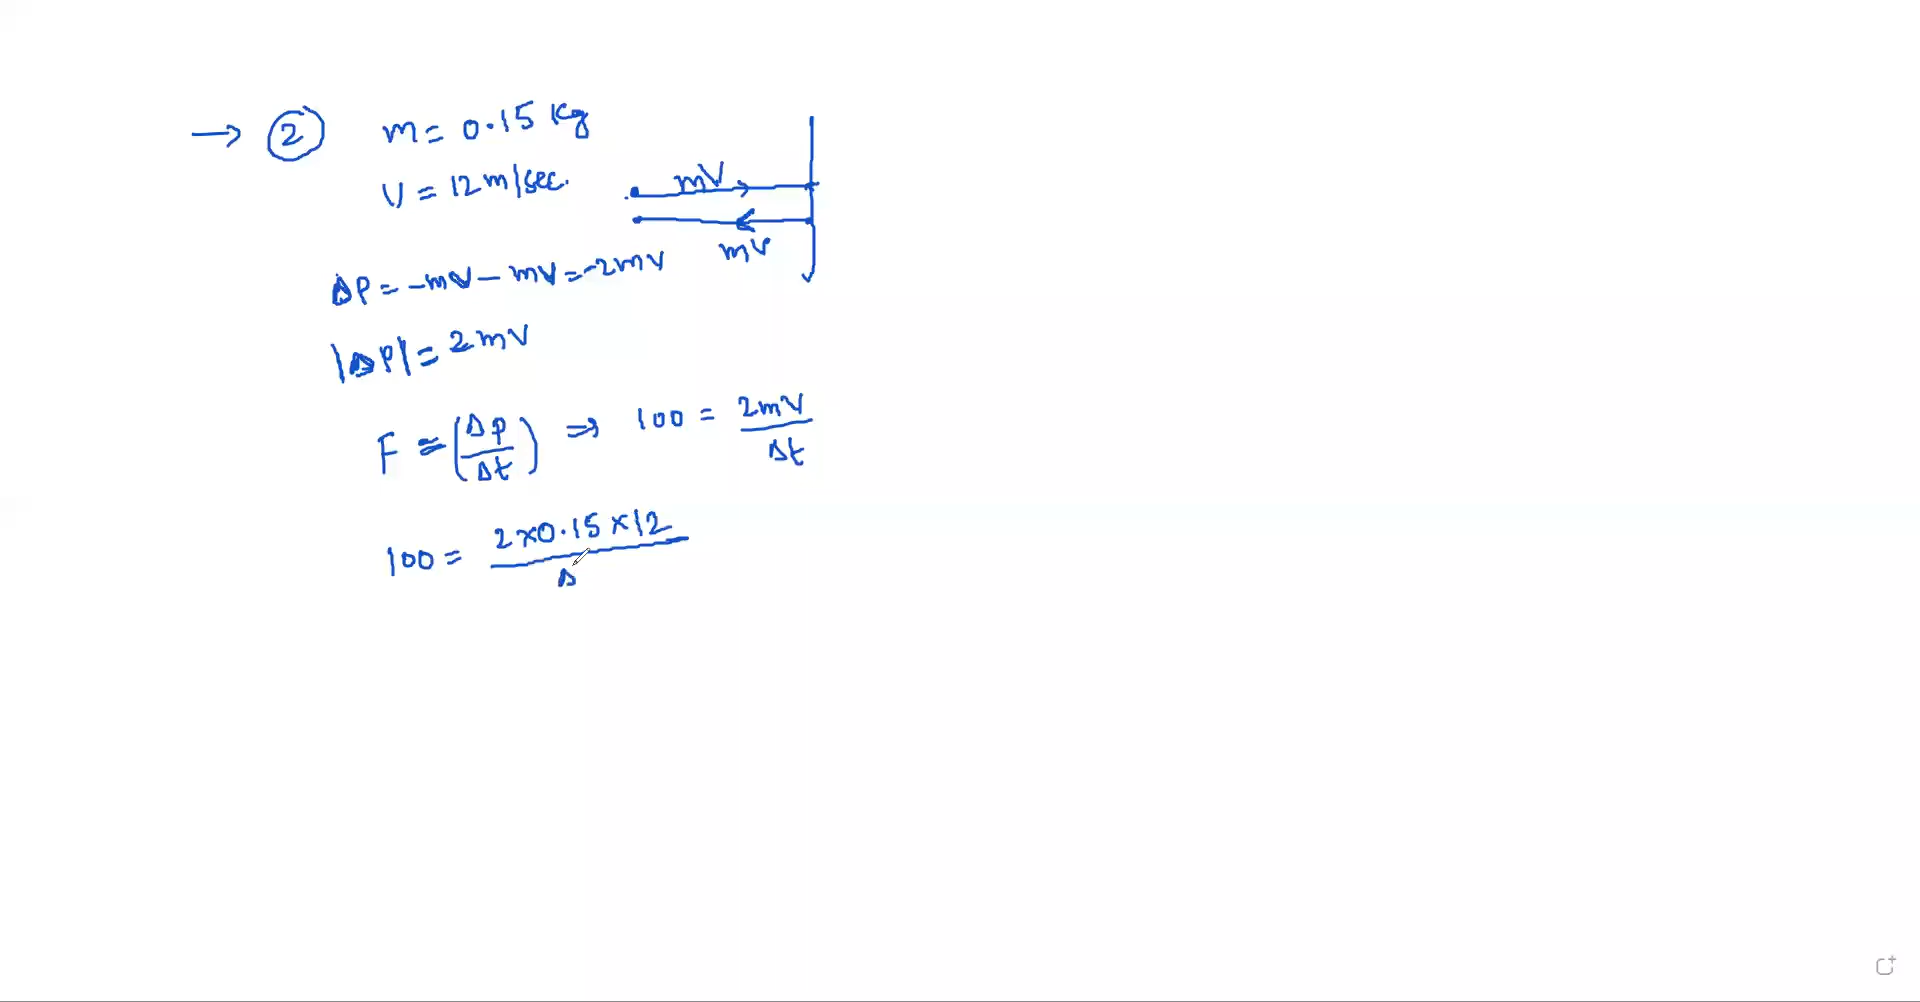 → ② m = 0.15 Kg
V = 12 m/sec.
mV
mV
Δp = -mV - mV = -2mV
|Δp| = 2mV
F = (Δp/Δt) ⇒ 100 = 2mV/Δt
100 = 2×0.15×12/Δ